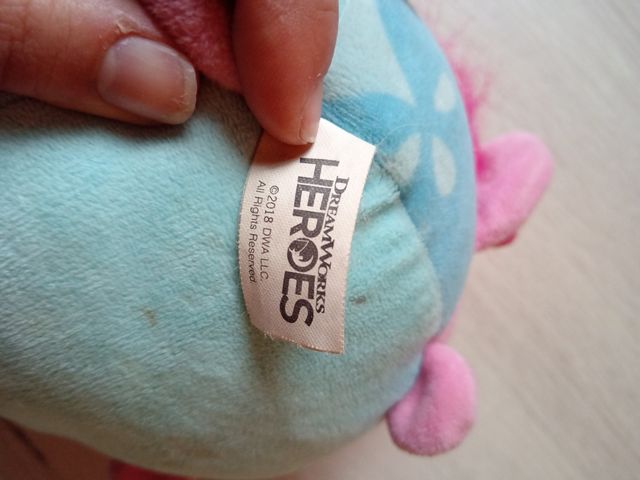 DREAMWORKS
HEROES
©2018 DWA LLC.
All Rights Reserved.